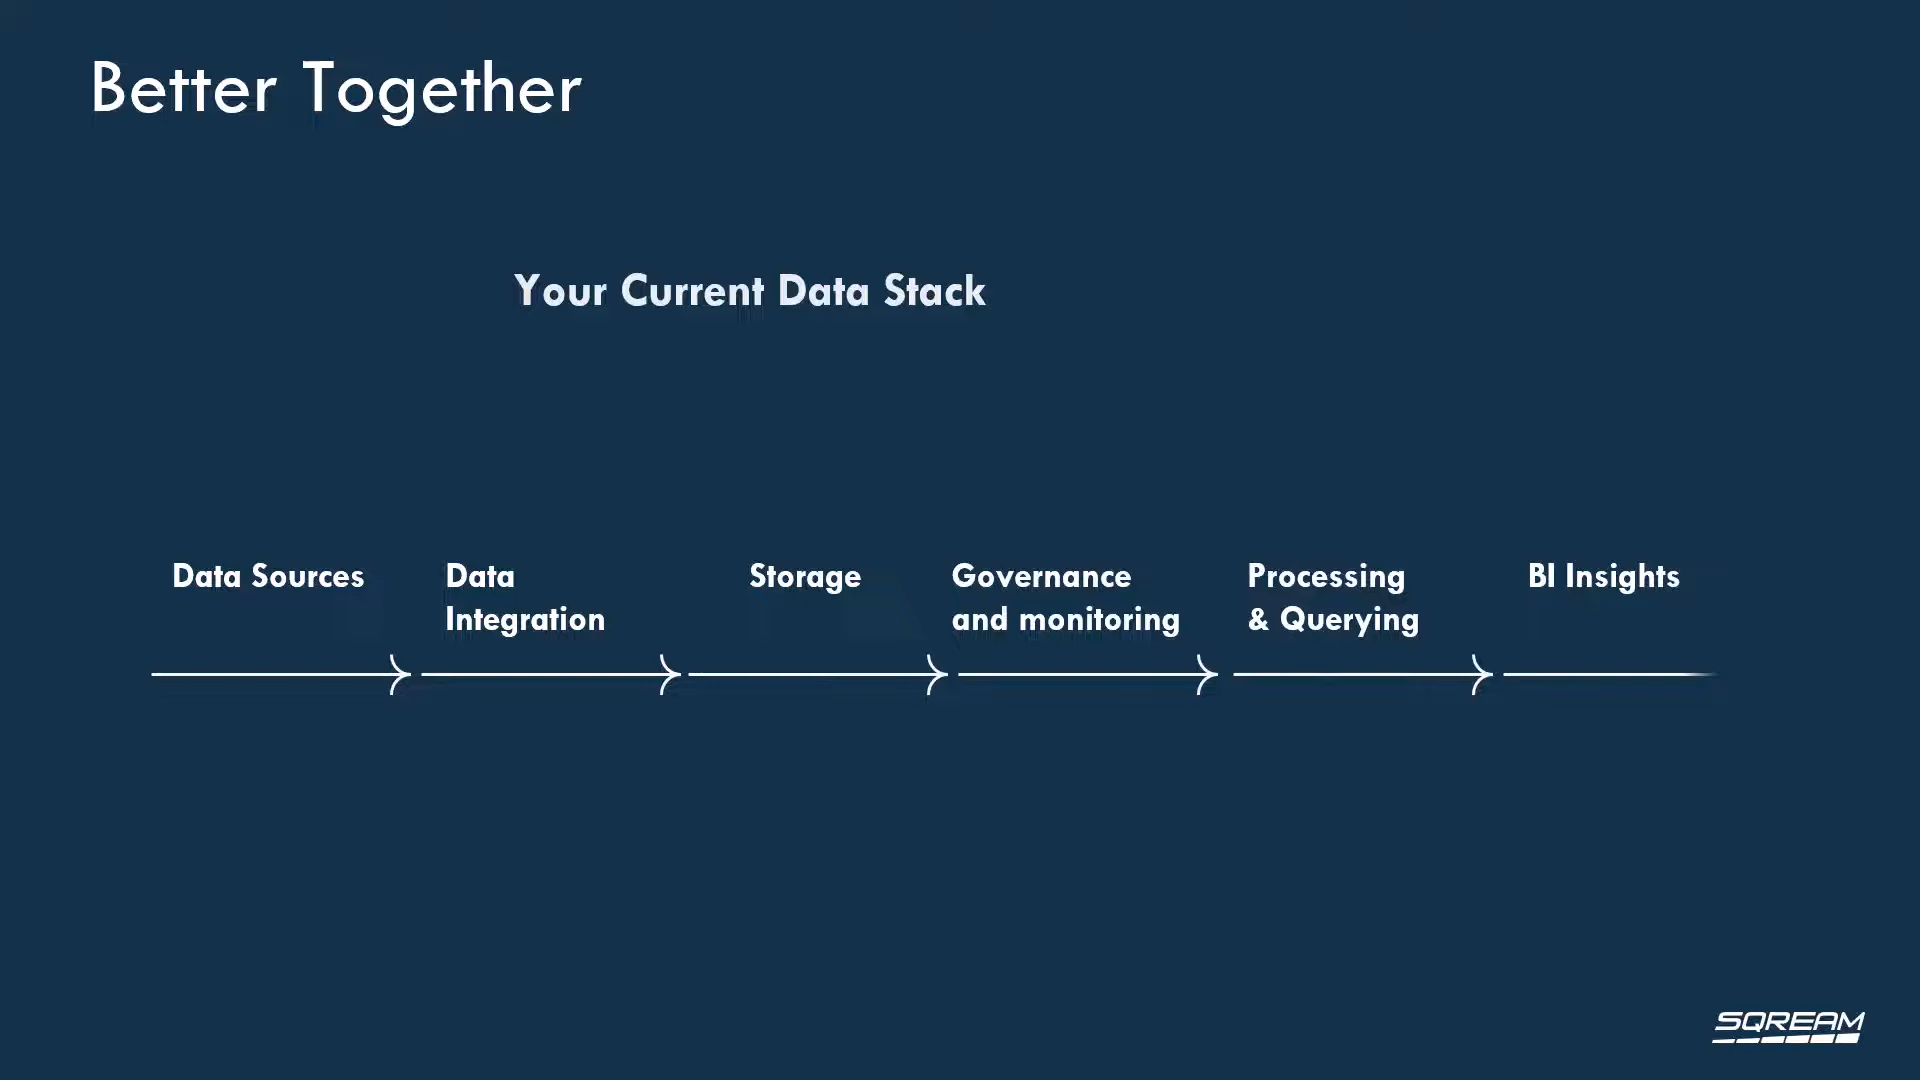 Better Together
Your Current Data Stack
Data Sources
Data
Integration
Storage
Governance
and monitoring
Processing
& Querying
BI Insights
SQREAM